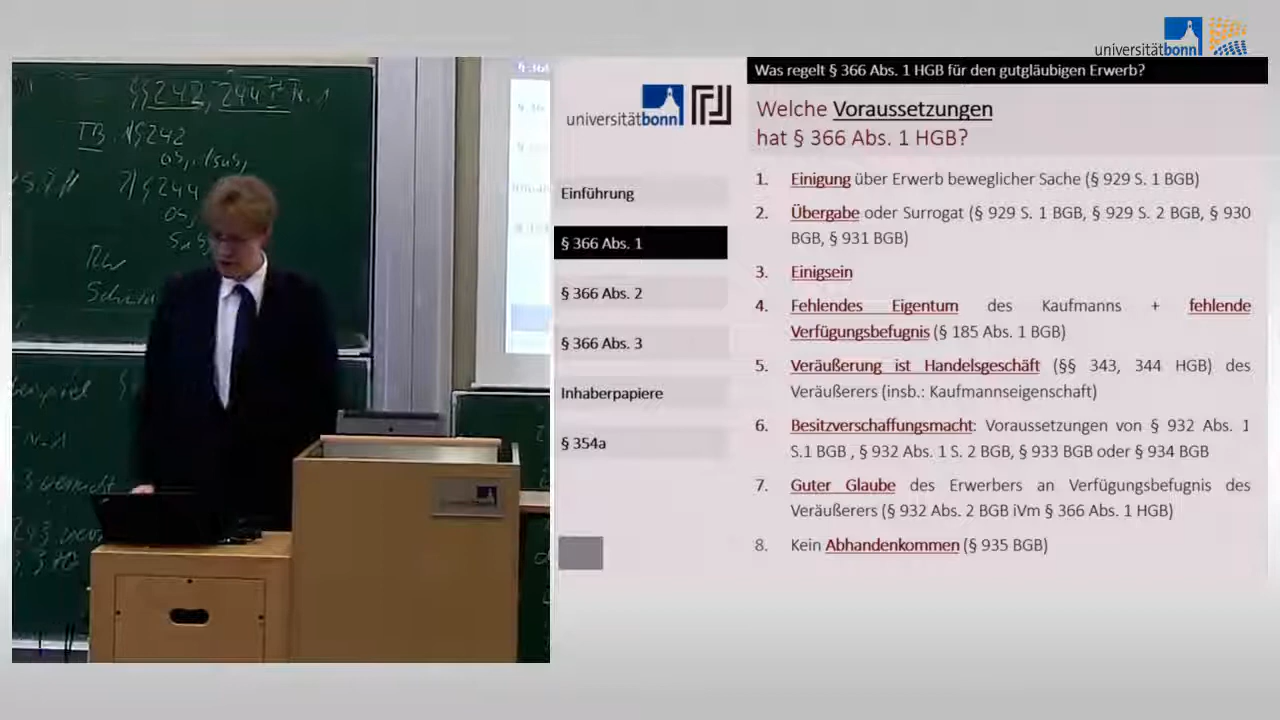 universitätbonn
§§242, 244 I N. 1
TB. 1) § 242
2) § 244
RW
universitätbonn
Einführung
§ 366 Abs. 1
§ 366 Abs. 2
§ 366 Abs. 3
Inhaberpapiere
§ 354a
Was regelt § 366 Abs. 1 HGB für den gutgläubigen Erwerb?
Welche Voraussetzungen
hat § 366 Abs. 1 HGB?
1. Einigung über Erwerb beweglicher Sache (§ 929 S. 1 BGB)
2. Übergabe oder Surrogat (§ 929 S. 1 BGB, § 929 S. 2 BGB, § 930
BGB, § 931 BGB)
3. Einigsein
4. Fehlendes Eigentum des Kaufmanns + fehlende
Verfügungsbefugnis (§ 185 Abs. 1 BGB)
5. Veräußerung ist Handelsgeschäft (§§ 343, 344 HGB) des
Veräußerers (insb.: Kaufmannseigenschaft)
6. Besitzverschaffungsmacht: Voraussetzungen von § 932 Abs. 1
S.1 BGB , § 932 Abs. 1 S. 2 BGB, § 933 BGB oder § 934 BGB
7. Guter Glaube des Erwerbers an Verfügungsbefugnis des
Veräußerers (§ 932 Abs. 2 BGB iVm § 366 Abs. 1 HGB)
8. Kein Abhandenkommen (§ 935 BGB)